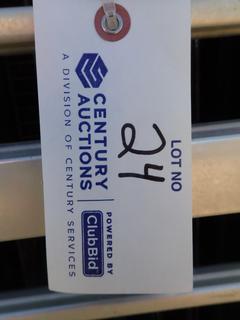 CENTURY
AUCTIONS
A DIVISION OF CENTURY SERVICES
POWERED BY
ClubBid
LOT NO
24